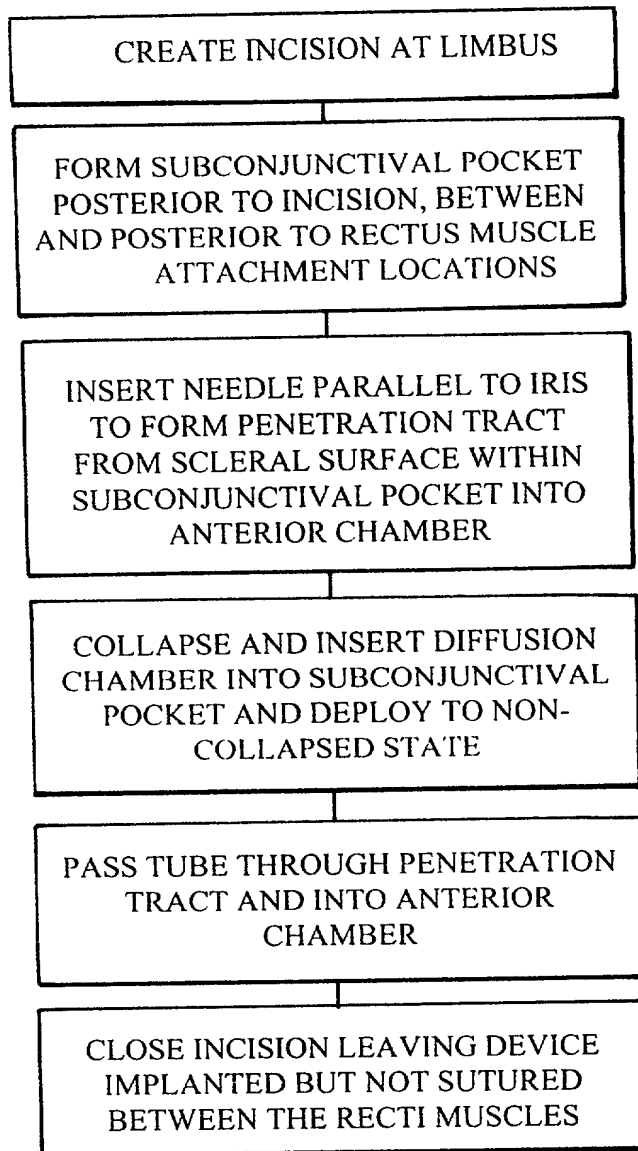 CREATE INCISION AT LIMBUS
FORM SUBCONJUNCTIVAL POCKET
POSTERIOR TO INCISION, BETWEEN
AND POSTERIOR TO RECTUS MUSCLE
ATTACHMENT LOCATIONS
INSERT NEEDLE PARALLEL TO IRIS
TO FORM PENETRATION TRACT
FROM SCLERAL SURFACE WITHIN
SUBCONJUNCTIVAL POCKET INTO
ANTERIOR CHAMBER
COLLAPSE AND INSERT DIFFUSION
CHAMBER INTO SUBCONJUNCTIVAL
POCKET AND DEPLOY TO NON-
COLLAPSED STATE
PASS TUBE THROUGH PENETRATION
TRACT AND INTO ANTERIOR
CHAMBER
CLOSE INCISION LEAVING DEVICE
IMPLANTED BUT NOT SUTURED
BETWEEN THE RECTI MUSCLES